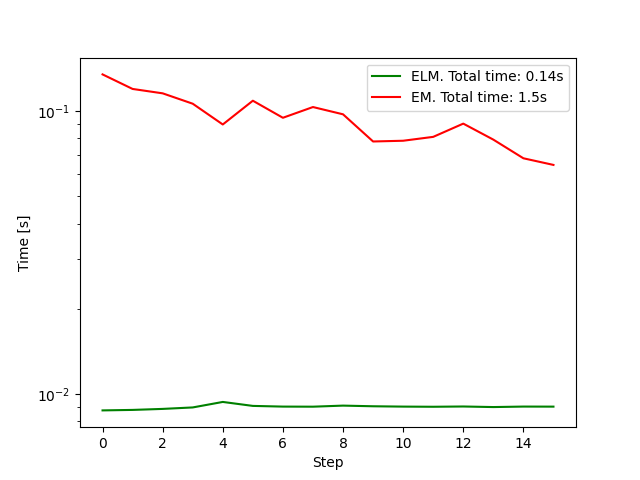 ELM. Total time: 0.14s
EM. Total time: 1.5s
10⁻¹
Time [s]
10⁻²
0 2 4 6 8 10 12 14
Step